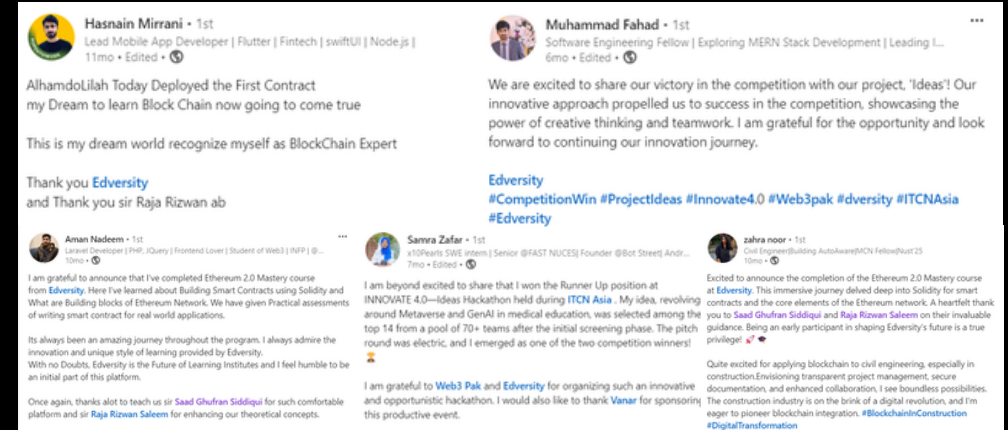 Hasnain Mirrani • 1st
Lead Mobile App Developer | Flutter | Fintech | swiftUI | Node.js |
11mo • Edited •
AlhamdoLilah Today Deployed the First Contract
my Dream to learn Block Chain now going to come true
This is my dream world recognize myself as BlockChain Expert
Thank you Edversity
and Thank you sir Raja Rizwan ab
Muhammad Fahad • 1st
Software Engineering Fellow | Exploring MERN Stack Development | Leading I...
6mo • Edited •
We are excited to share our victory in the competition with our project, 'Ideas'! Our
innovative approach propelled us to success in the competition, showcasing the
power of creative thinking and teamwork. I am grateful for the opportunity and look
forward to continuing our innovation journey.
Edversity
#CompetitionWin #ProjectIdeas #Innovate4.0 #Web3pak #dversity #ITCNAsia
#Edversity
Aman Nadeem • 1st
Laravel Developer | PHP, JQuery | Frontend Lover | Student of Web3 | INFP | @...
10mo •
I am grateful to announce that I've completed Ethereum 2.0 Mastery course
from Edversity. Here I've learned about Building Smart Contracts using Solidity and
What are Building blocks of Ethereum Network. We have given Practical assessments
of writing smart contract for real world applications.
Its always been an amazing journey throughout the program. I always admire the
innovation and unique style of learning provided by Edversity.
With no Doubts, Edversity is the Future of Learning Institutes and I feel humble to be
an initial part of this platform.
Once again, thanks alot to teach us sir Saad Ghufran Siddiqui for such comfortable
platform and sir Raja Rizwan Saleem for enhancing our theoretical concepts.
Samra Zafar • 1st
x10Pearls SWE intern | Senior @FAST NUCES| Founder @Bot Street| Andr...
7mo • Edited •
I am beyond excited to share that I won the Runner Up position at
INNOVATE 4.0—Ideas Hackathon held during ITCN Asia . My idea, revolving
around Metaverse and GenAI in medical education, was selected among the
top 14 from a pool of 70+ teams after the initial screening phase. The pitch
round was electric, and I emerged as one of the two competition winners!
I am grateful to Web3 Pak and Edversity for organizing such an innovative
and opportunistic hackathon. I would also like to thank Vanar for sponsoring
this productive event.
zahra noor • 1st
Civil Engineer|Building AutoAware|MCN Fellow|Nust'25
10mo •
Excited to announce the completion of the Ethereum 2.0 Mastery course
at Edversity. This immersive journey delved deep into Solidity for smart
contracts and the core elements of the Ethereum network. A heartfelt thank
you to Saad Ghufran Siddiqui and Raja Rizwan Saleem on their invaluable
guidance. Being an early participant in shaping Edversity's future is a true
privilege! 🚀 🎓
Quite excited for applying blockchain to civil engineering, especially in
construction.Envisioning transparent project management, secure
documentation, and enhanced collaboration, I see boundless possibilities.
The construction industry is on the brink of a digital revolution, and I'm
eager to pioneer blockchain integration. #BlockchainInConstruction
#DigitalTransformation